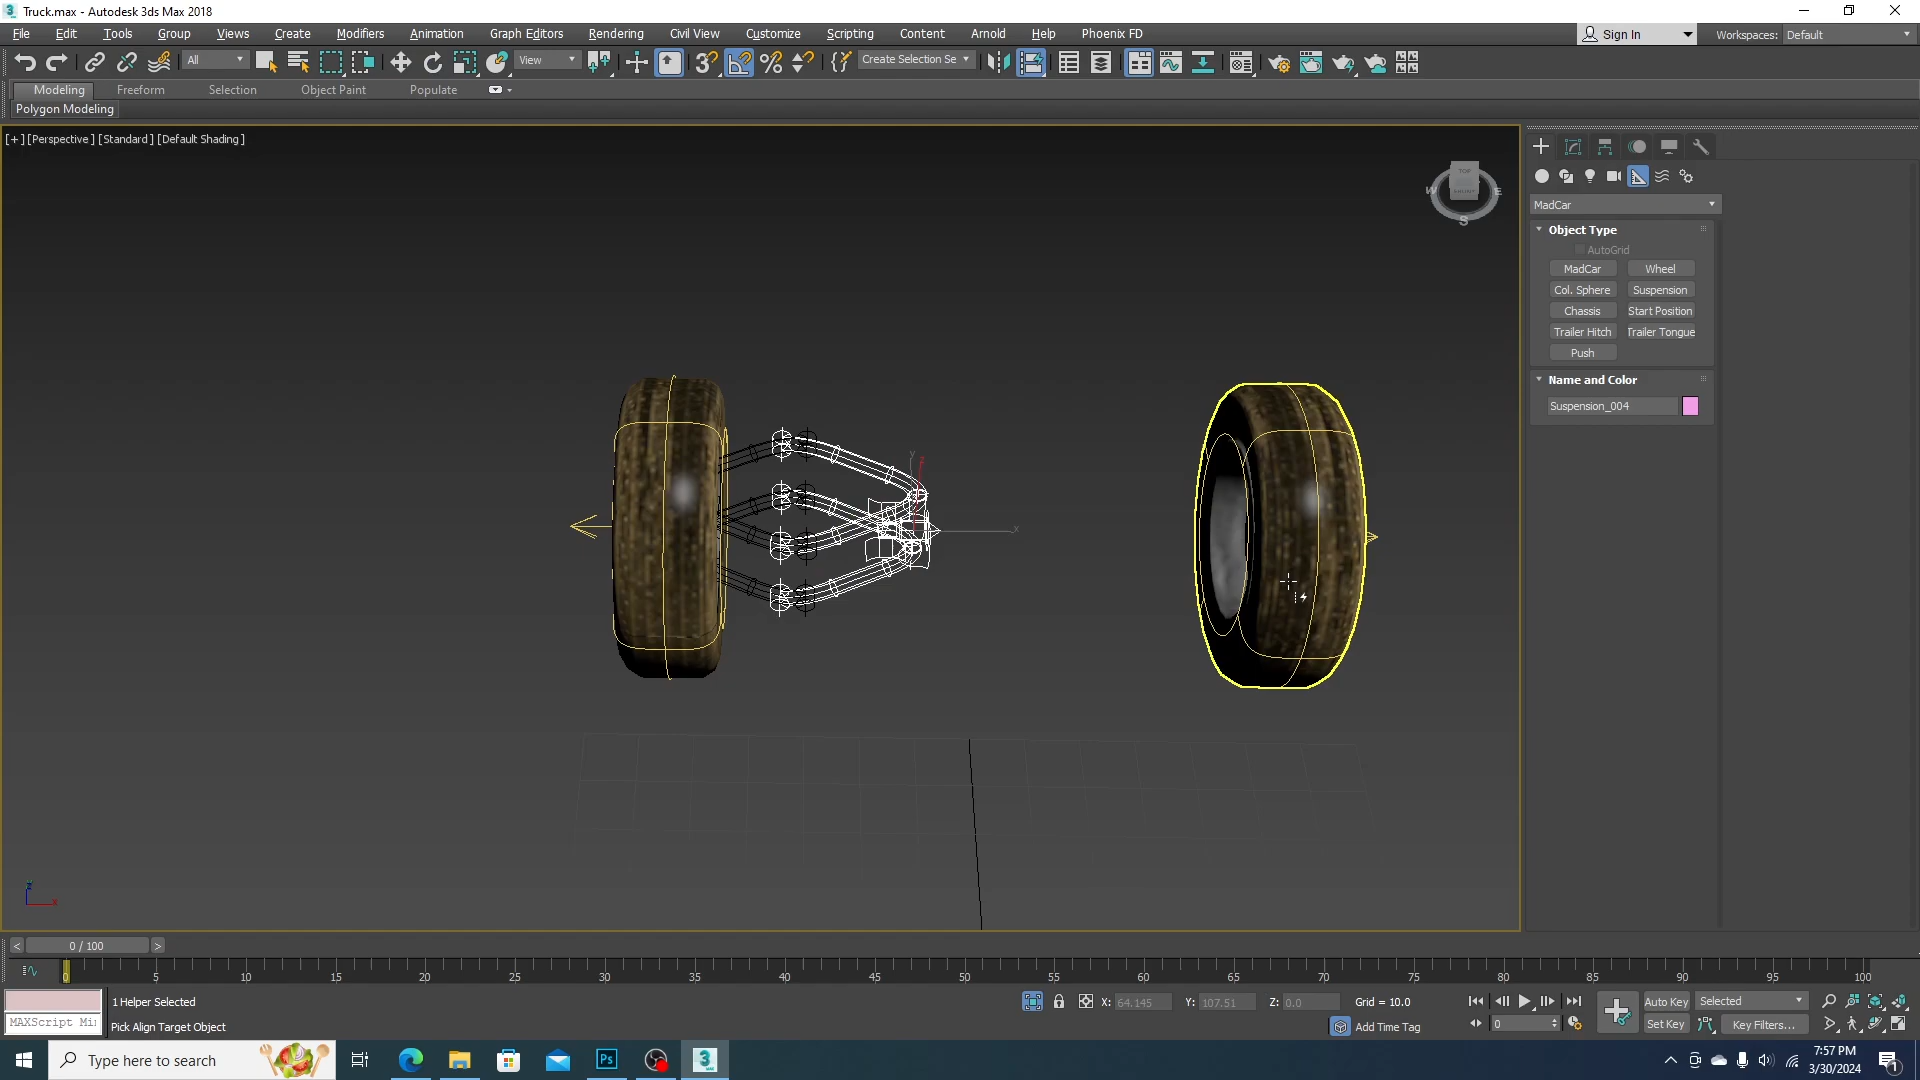 Truck.max - Autodesk 3ds Max 2018
File Edit Tools Group Views Create Modifiers Animation Graph Editors Rendering Civil View Customize Scripting Content Arnold Help Phoenix FD
Sign In
Workspaces: Default
All
View
Create Selection Se
Modeling Freeform Selection Object Paint Populate
Polygon Modeling
[+] [Perspective] [Standard] [Default Shading]
TOP
W E
S
MadCar
Object Type
AutoGrid
MadCar Wheel
Col. Sphere Suspension
Chassis Start Position
Trailer Hitch Trailer Tongue
Push
Name and Color
Suspension_004
y z
x
z
x
< 0 / 100 >
0 5 10 15 20 25 30 35 40 45 50 55 60 65 70 75 80 85 90 95 100
1 Helper Selected
X: 64.145 Y: 107.51 Z: 0.0 Grid = 10.0
Auto Key Selected
MAXScript Mi
Pick Align Target Object
Add Time Tag
0
Set Key Key Filters...
Type here to search
Ps
3
7:57 PM
3/30/2024
1